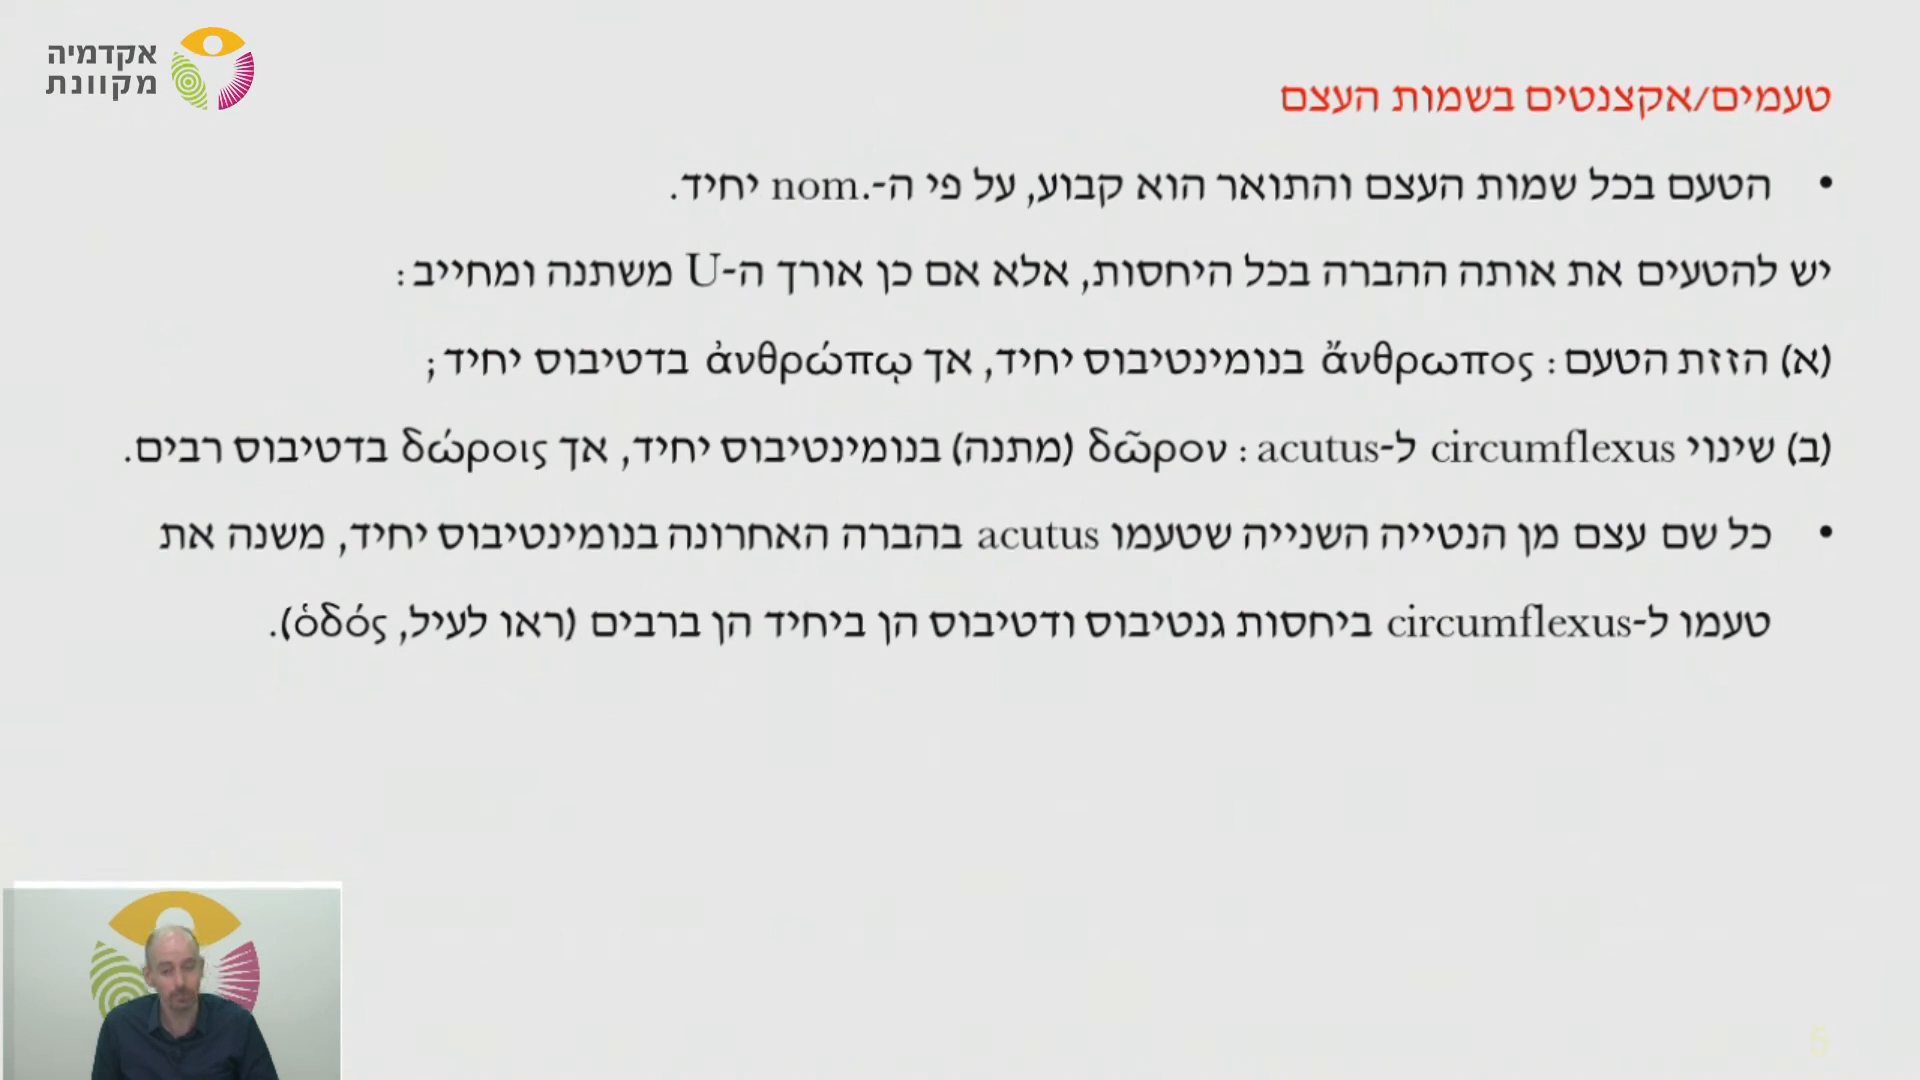 אקדמיה
מקוונת
טעמים/אקצנטים בשמות העצם
• הטעם בכל שמות העצם והתואר הוא קבוע, על פי ה-.nom יחיד.
יש להטעים את אותה ההברה בכל היחסות, אלא אם כן אורך ה-U משתנה ומחייב:
(א) הזזת הטעם: ἄνθρωπος בנומינטיבוס יחיד, אך ἀνθρώπῳ בדטיבוס יחיד;
(ב) שינוי circumflexus ל-acutus: δῶρον (מתנה) בנומינטיבוס יחיד, אך δώροις בדטיבוס רבים.
• כל שם עצם מן הנטייה השנייה שטעמו acutus בהברה האחרונה בנומינטיבוס יחיד, משנה את
טעמו ל-circumflexus ביחסות גנטיבוס ודטיבוס הן ביחיד הן ברבים (ראו לעיל, ὁδός).
5